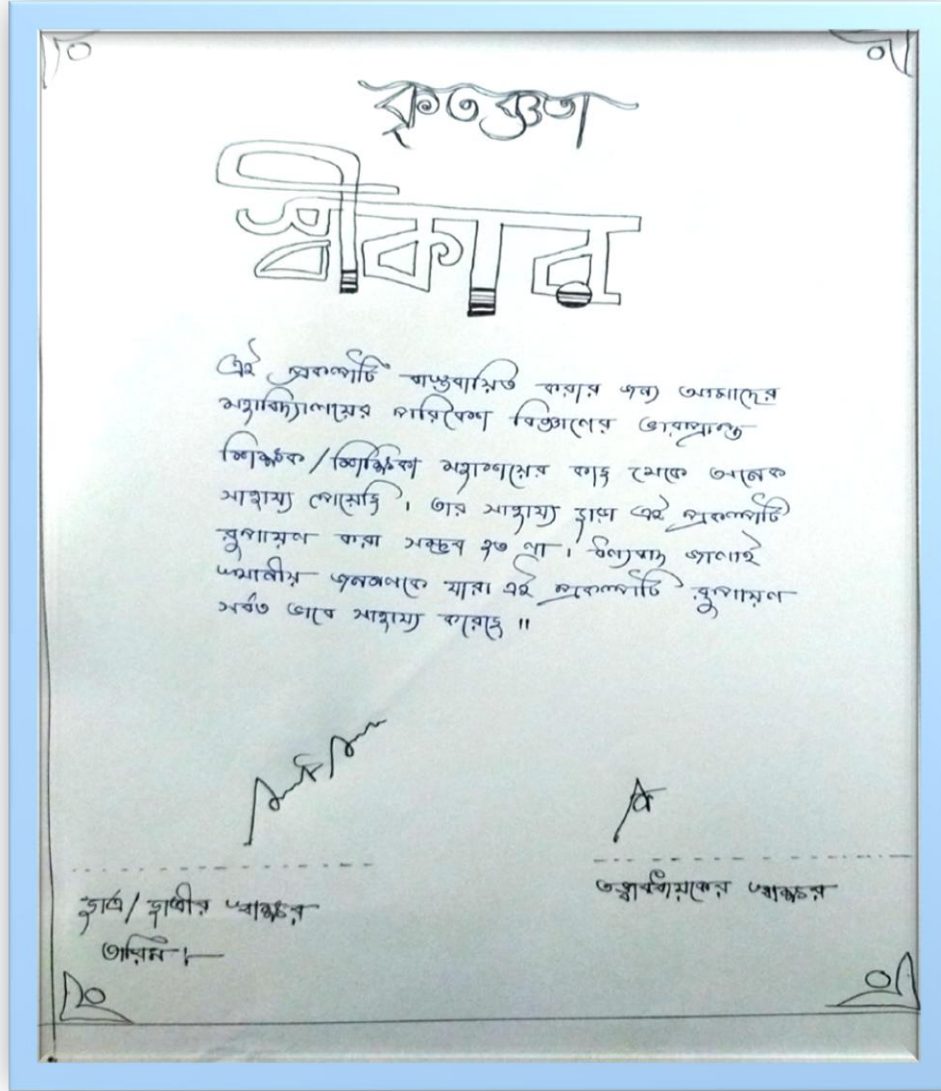 কৃতজ্ঞতা
স্বীকার
এই প্রকল্পটি বাস্তবায়িত করার জন্য আমাদের
মহাবিদ্যালয়ের পরিবেশ বিজ্ঞাণের ভারপ্রাপ্ত
শিক্ষক/শিক্ষিকা মহাশয়ের কাছ থেকে অনেক
সাহায্য পেয়েছি। তার সাহায্য ছাড়া এই প্রকল্পটি
রুপায়ণ করা সম্ভব হত না। ধন্যবাদ জানাই
স্থানীয় জনগণকে যারা এই প্রকল্পটি রুপায়ণ
সর্বত ভাবে সাহায্য করেছে॥
ছাত্র/ছাত্রীর স্বাক্ষর
তত্ত্বাবধায়কের স্বাক্ষর
তারিখ।—